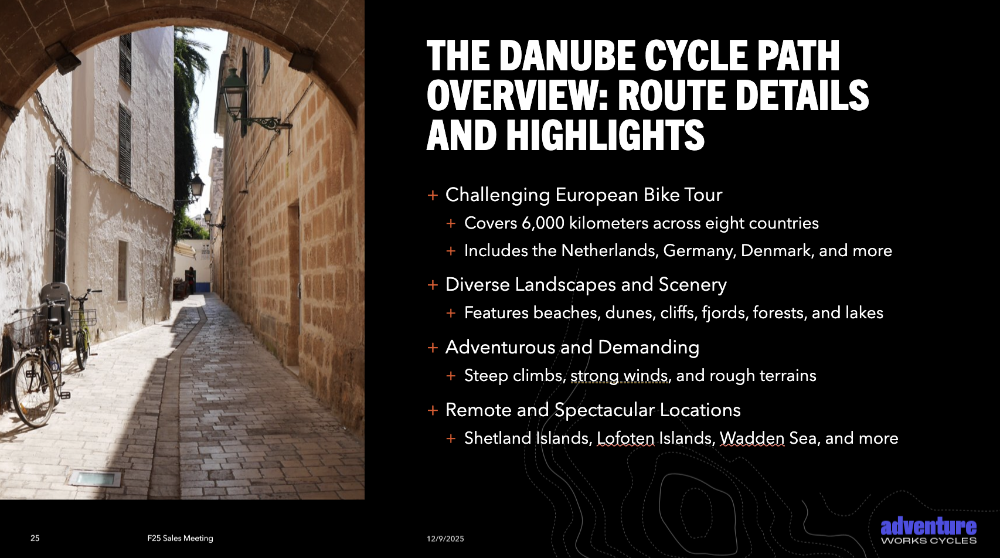 THE DANUBE CYCLE PATH
OVERVIEW: ROUTE DETAILS
AND HIGHLIGHTS
+ Challenging European Bike Tour
+ Covers 6,000 kilometers across eight countries
+ Includes the Netherlands, Germany, Denmark, and more
+ Diverse Landscapes and Scenery
+ Features beaches, dunes, cliffs, fjords, forests, and lakes
+ Adventurous and Demanding
+ Steep climbs, strong winds, and rough terrains
+ Remote and Spectacular Locations
+ Shetland Islands, Lofoten Islands, Wadden Sea, and more
25
F25 Sales Meeting
12/9/2025
adventure
WORKS CYCLES